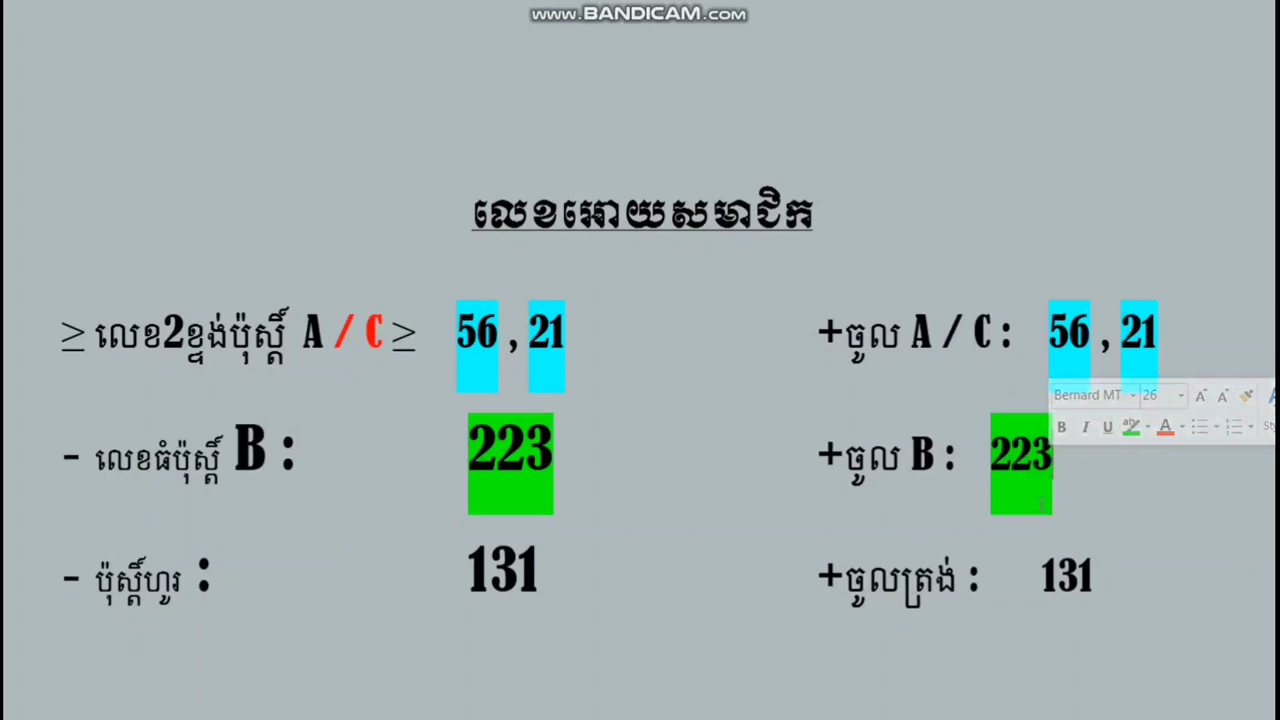 www.BANDICAM.com
លេខអោយសមាជិក
≥ លេខ2ខ្ទង់ប៉ុស្តិ៍ A / C ≥ 56 , 21 +ចូល A / C : 56 , 21
Bernard MT 26
B I U ab A
- លេខធំប៉ុស្តិ៍ B : 223 +ចូល B : 223
- ប៉ុស្តិ៍ហូរ : 131 +ចូលត្រង់ : 131